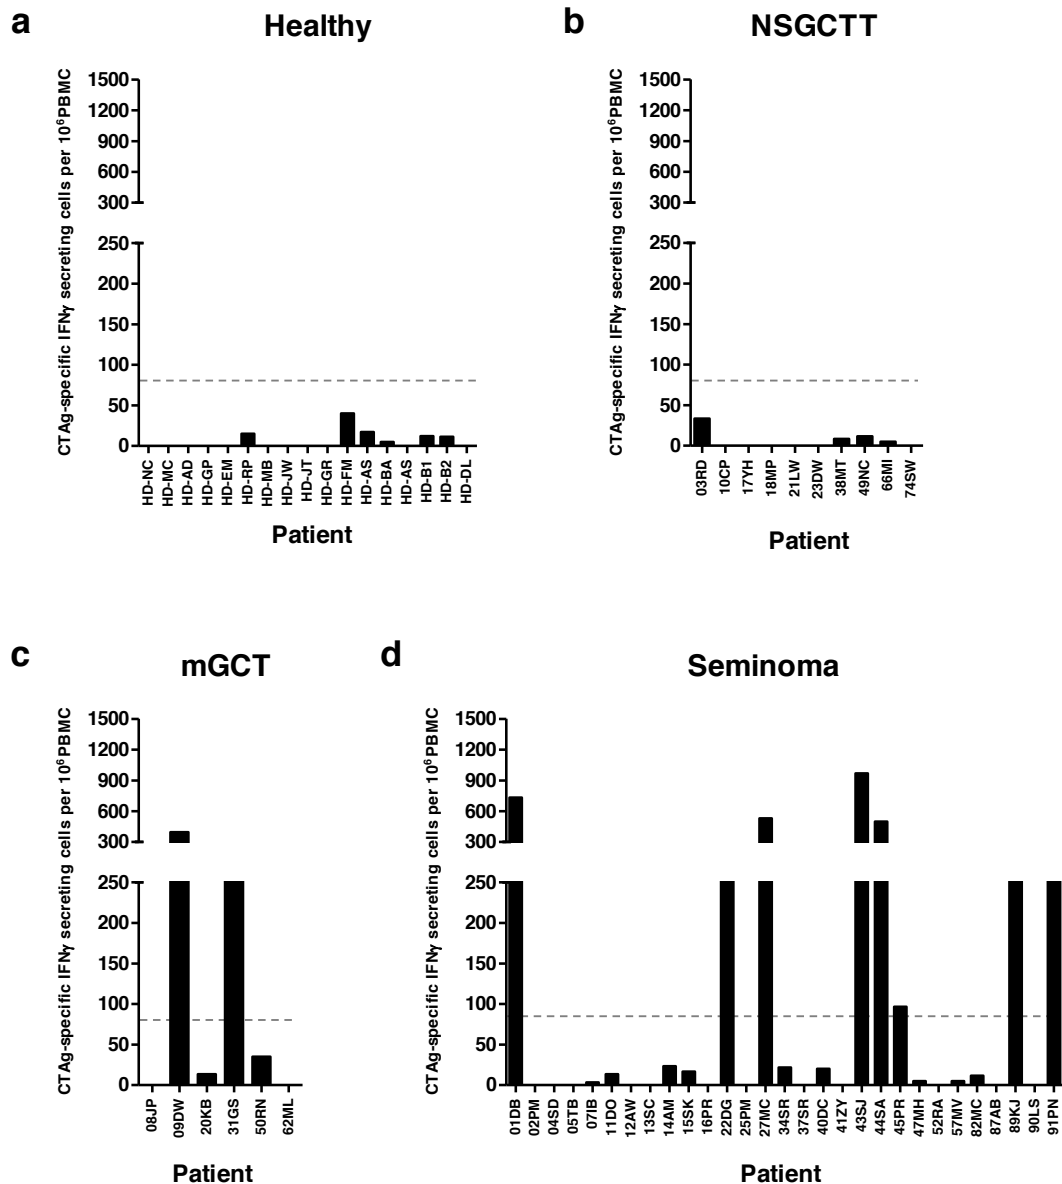 a
Healthy
CTAg-specific IFNγ secreting cells per 10⁶PBMC
1500
1200
900
600
300
250
200
150
100
50
0
HD-NC
HD-MC
HD-AD
HD-GP
HD-EM
HD-RP
HD-MB
HD-JW
HD-JT
HD-GR
HD-FM
HD-AS
HD-BA
HD-AS
HD-B1
HD-B2
HD-DL
Patient
b
NSGCTT
CTAg-specific IFNγ secreting cells per 10⁶PBMC
1500
1200
900
600
300
250
200
150
100
50
0
03RD
10CP
17YH
18MP
21LW
23DW
38MT
49NC
66MI
74SW
Patient
c
mGCT
CTAg-specific IFNγ secreting cells per 10⁶PBMC
1500
1200
900
600
300
250
200
150
100
50
0
08JP
09DW
20KB
31GS
50RN
62ML
Patient
d
Seminoma
CTAg-specific IFNγ secreting cells per 10⁶PBMC
1500
1200
900
600
300
250
200
150
100
50
0
01DB
02PM
04SD
05TB
07IB
11DO
12AW
13SC
14AM
15SK
16PR
22DG
25PM
27MC
34SR
37SR
40DC
41ZY
43SJ
44SA
45PR
47MH
52RA
57MV
82MC
87AB
89KJ
90LS
91PN
Patient